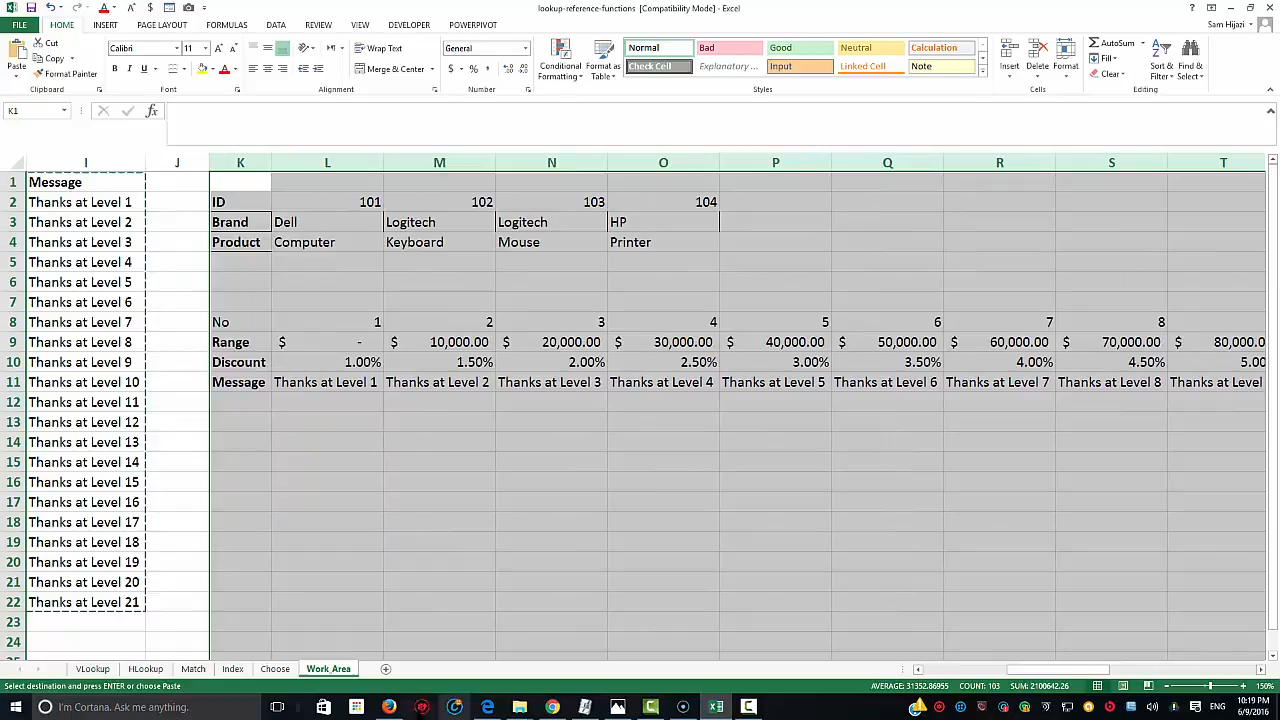 lookup-reference-functions [Compatibility Mode] - Excel
Sam Hijazi
FILE HOME INSERT PAGE LAYOUT FORMULAS DATA REVIEW VIEW DEVELOPER POWERPIVOT
Paste
Cut
Copy
Format Painter
Clipboard
Calibri 11
B I U
Font
Wrap Text
Merge & Center
Alignment
General
$ % ,
Number
Conditional Formatting
Format as Table
Normal Bad Good Neutral Calculation
Check Cell Explanatory ... Input Linked Cell Note
Styles
Insert Delete Format
Cells
AutoSum
Fill
Clear
Sort & Filter
Find & Select
Editing
K1
fx
I J K L M N O P Q R S T
1 Message
2 Thanks at Level 1 ID 101 102 103 104
3 Thanks at Level 2 Brand Dell Logitech Logitech HP
4 Thanks at Level 3 Product Computer Keyboard Mouse Printer
5 Thanks at Level 4
6 Thanks at Level 5
7 Thanks at Level 6
8 Thanks at Level 7 No 1 2 3 4 5 6 7 8
9 Thanks at Level 8 Range $ - $ 10,000.00 $ 20,000.00 $ 30,000.00 $ 40,000.00 $ 50,000.00 $ 60,000.00 $ 70,000.00 $ 80,000.0
10 Thanks at Level 9 Discount 1.00% 1.50% 2.00% 2.50% 3.00% 3.50% 4.00% 4.50% 5.00
11 Thanks at Level 10 Message Thanks at Level 1 Thanks at Level 2 Thanks at Level 3 Thanks at Level 4 Thanks at Level 5 Thanks at Level 6 Thanks at Level 7 Thanks at Level 8 Thanks at Level
12 Thanks at Level 11
13 Thanks at Level 12
14 Thanks at Level 13
15 Thanks at Level 14
16 Thanks at Level 15
17 Thanks at Level 16
18 Thanks at Level 17
19 Thanks at Level 18
20 Thanks at Level 19
21 Thanks at Level 20
22 Thanks at Level 21
23
24
VLookup HLookup Match Index Choose Work_Area
Select destination and press ENTER or choose Paste
AVERAGE: 31352.86955 COUNT: 103 SUM: 2100642.26
150%
I'm Cortana. Ask me anything.
ENG
10:19 PM
6/9/2016